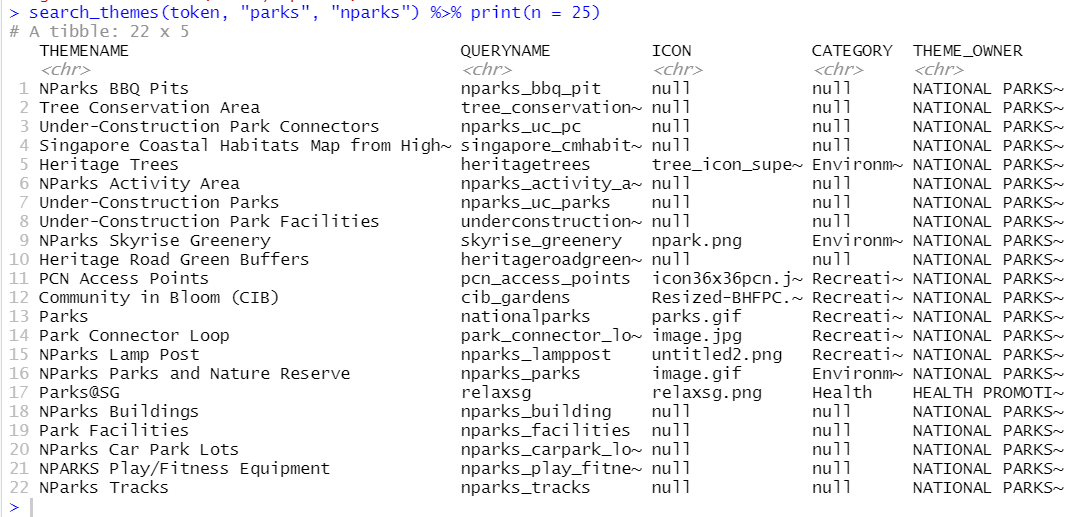 > search_themes(token, "parks", "nparks") %>% print(n = 25)
# A tibble: 22 x 5
THEMENAME QUERYNAME ICON CATEGORY THEME_OWNER
<chr> <chr> <chr> <chr> <chr>
1 NParks BBQ Pits nparks_bbq_pit null null NATIONAL PARKS~
2 Tree Conservation Area tree_conservation~ null null NATIONAL PARKS~
3 Under-Construction Park Connectors nparks_uc_pc null null NATIONAL PARKS~
4 Singapore Coastal Habitats Map from High~ singapore_cmhabit~ null null NATIONAL PARKS~
5 Heritage Trees heritagetrees tree_icon_supe~ Environm~ NATIONAL PARKS~
6 NParks Activity Area nparks_activity_a~ null null NATIONAL PARKS~
7 Under-Construction Parks nparks_uc_parks null null NATIONAL PARKS~
8 Under-Construction Park Facilities underconstruction~ null null NATIONAL PARKS~
9 NParks Skyrise Greenery skyrise_greenery npark.png Environm~ NATIONAL PARKS~
10 Heritage Road Green Buffers heritageroadgreen~ null null NATIONAL PARKS~
11 PCN Access Points pcn_access_points icon36x36pcn.j~ Recreati~ NATIONAL PARKS~
12 Community in Bloom (CIB) cib_gardens Resized-BHFPC.~ Recreati~ NATIONAL PARKS~
13 Parks nationalparks parks.gif Recreati~ NATIONAL PARKS~
14 Park Connector Loop park_connector_lo~ image.jpg Recreati~ NATIONAL PARKS~
15 NParks Lamp Post nparks_lamppost untitled2.png Recreati~ NATIONAL PARKS~
16 NParks Parks and Nature Reserve nparks_parks image.gif Environm~ NATIONAL PARKS~
17 Parks@SG relaxsg relaxsg.png Health HEALTH PROMOTI~
18 NParks Buildings nparks_building null null NATIONAL PARKS~
19 Park Facilities nparks_facilities null null NATIONAL PARKS~
20 NParks Car Park Lots nparks_carpark_lo~ null null NATIONAL PARKS~
21 NPARKS Play/Fitness Equipment nparks_play_fitne~ null null NATIONAL PARKS~
22 NParks Tracks nparks_tracks null null NATIONAL PARKS~
>